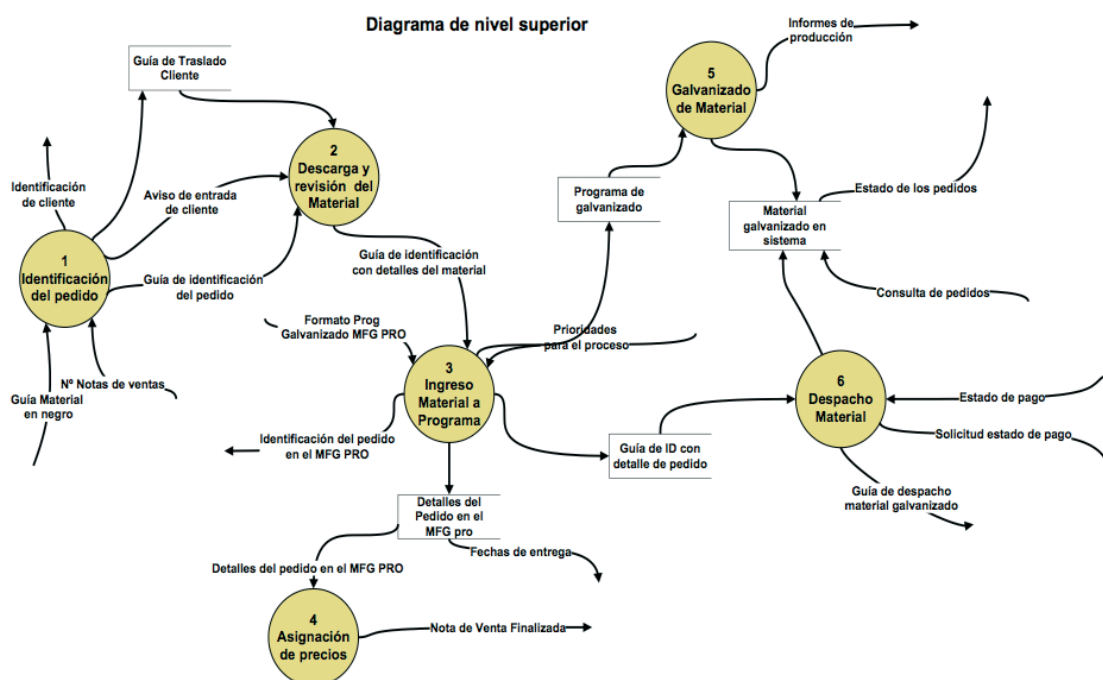 Diagrama de nivel superior
Informes de
producción
Guía de Traslado
Cliente
5
Galvanizado
de Material
2
Descarga y
revisión del
Material
Identificación
de cliente
Aviso de entrada
de cliente
Programa de
galvanizado
Estado de los pedidos
Material
galvanizado en
sistema
1
Identificación
del pedido
Guía de identificación
del pedido
Guía de identificación
con detalles del material
Consulta de pedidos
Formato Prog
Galvanizado MFG PRO
Prioridades
para el proceso
Nº Notas de ventas
Guía Material
en negro
3
Ingreso
Material a
Programa
6
Despacho
Material
Estado de pago
Solicitud estado de pago
Identificación del pedido
en el MFG PRO
Guía de ID con
detalle de pedido
Guía de despacho
material galvanizado
Detalles del
Pedido en el
MFG pro
Fechas de entrega
Detalles del pedido en el MFG PRO
4
Asignación
de precios
Nota de Venta Finalizada